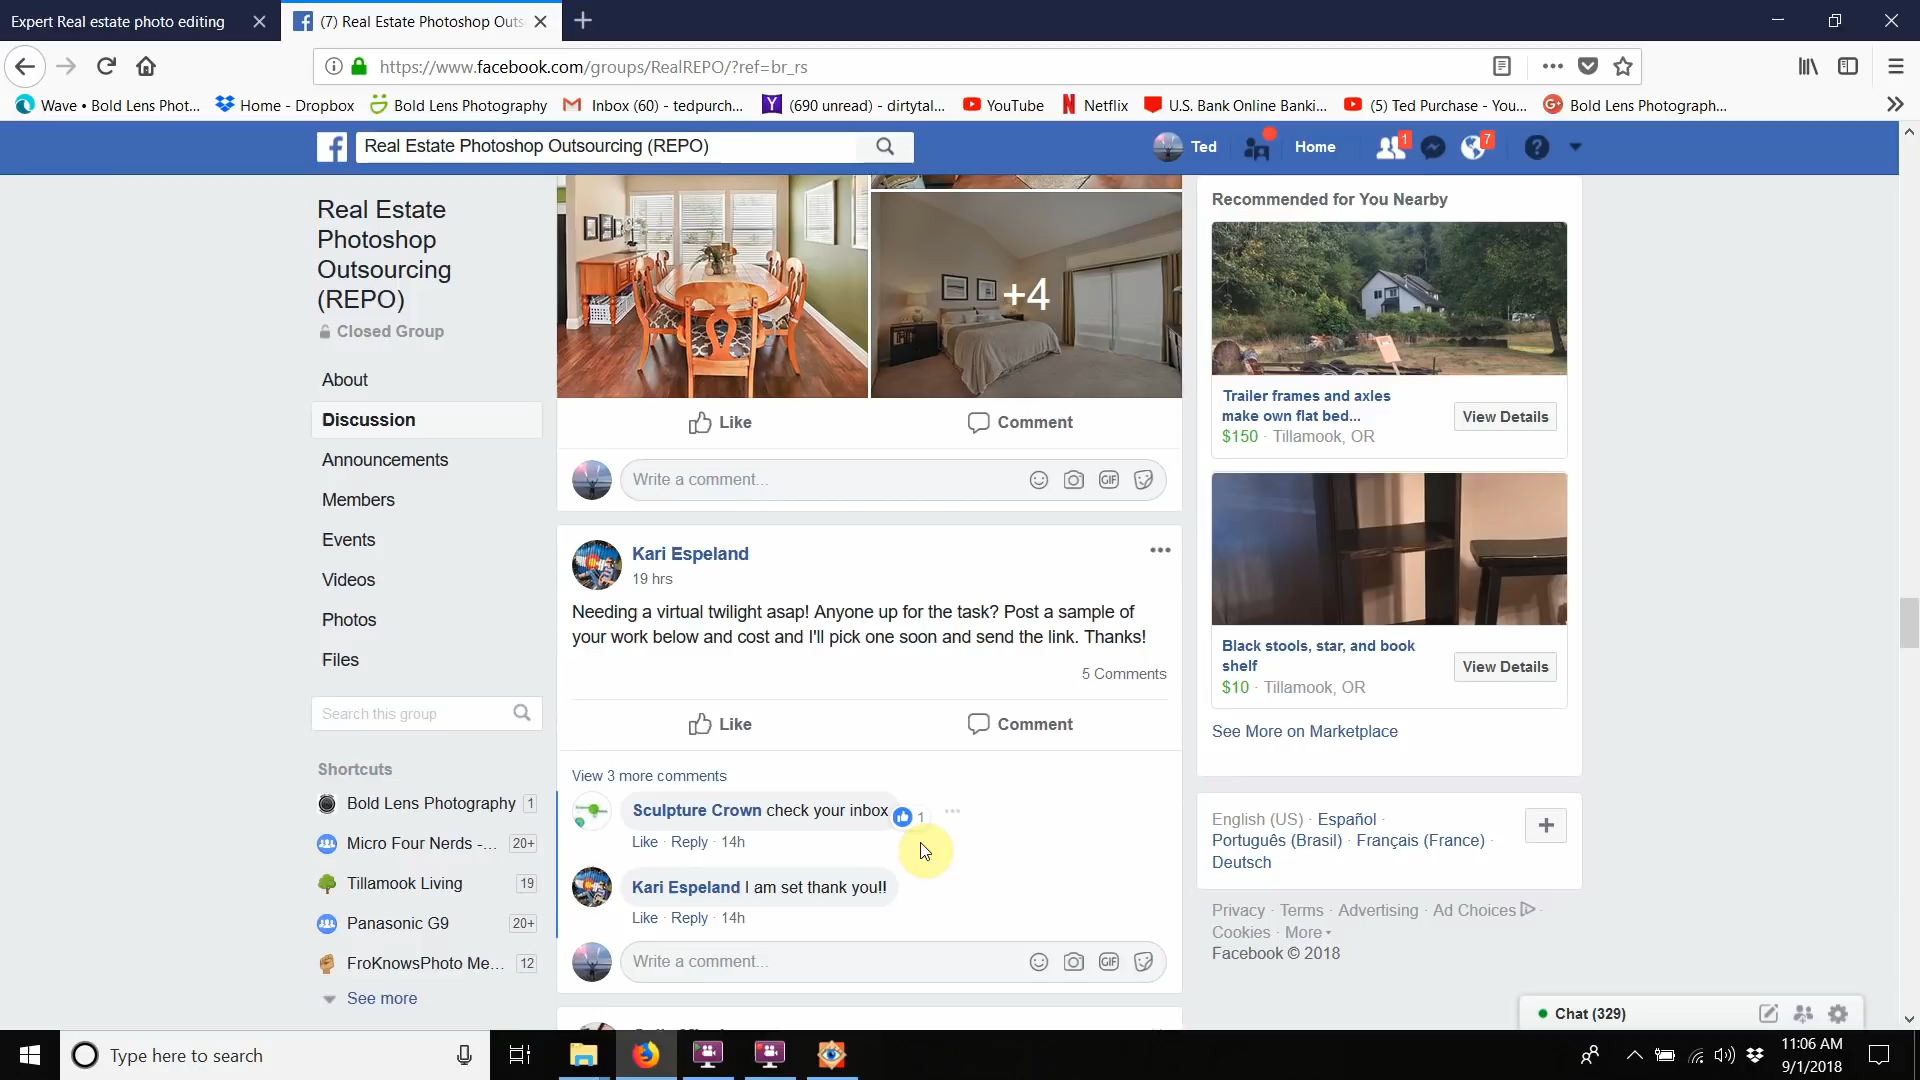 Expert Real estate photo editing
(7) Real Estate Photoshop Outs
https://www.facebook.com/groups/RealREPO/?ref=br_rs
Wave • Bold Lens Phot...
Home - Dropbox
Bold Lens Photography
Inbox (60) - tedpurch...
(690 unread) - dirtytal...
YouTube
Netflix
U.S. Bank Online Banki...
(5) Ted Purchase - You...
Bold Lens Photograph...
Real Estate Photoshop Outsourcing (REPO)
Ted
Home
1
7
Real Estate
Photoshop
Outsourcing
(REPO)
Closed Group
About
Discussion
Announcements
Members
Events
Videos
Photos
Files
Search this group
Shortcuts
Bold Lens Photography 1
Micro Four Nerds -... 20+
Tillamook Living 19
Panasonic G9 20+
FroKnowsPhoto Me... 12
See more
+4
Like
Comment
Write a comment...
GIF
Kari Espeland
19 hrs
Needing a virtual twilight asap! Anyone up for the task? Post a sample of
your work below and cost and I'll pick one soon and send the link. Thanks!
5 Comments
Like
Comment
View 3 more comments
Sculpture Crown check your inbox
1
Like · Reply · 14h
Kari Espeland I am set thank you!!
Like · Reply · 14h
Write a comment...
GIF
Recommended for You Nearby
Trailer frames and axles
make own flat bed...
$150 · Tillamook, OR
View Details
Black stools, star, and book
shelf
$10 · Tillamook, OR
View Details
See More on Marketplace
English (US) · Español ·
Português (Brasil) · Français (France) ·
Deutsch
Privacy · Terms · Advertising · Ad Choices ·
Cookies · More
Facebook © 2018
Chat (329)
Type here to search
11:06 AM
9/1/2018